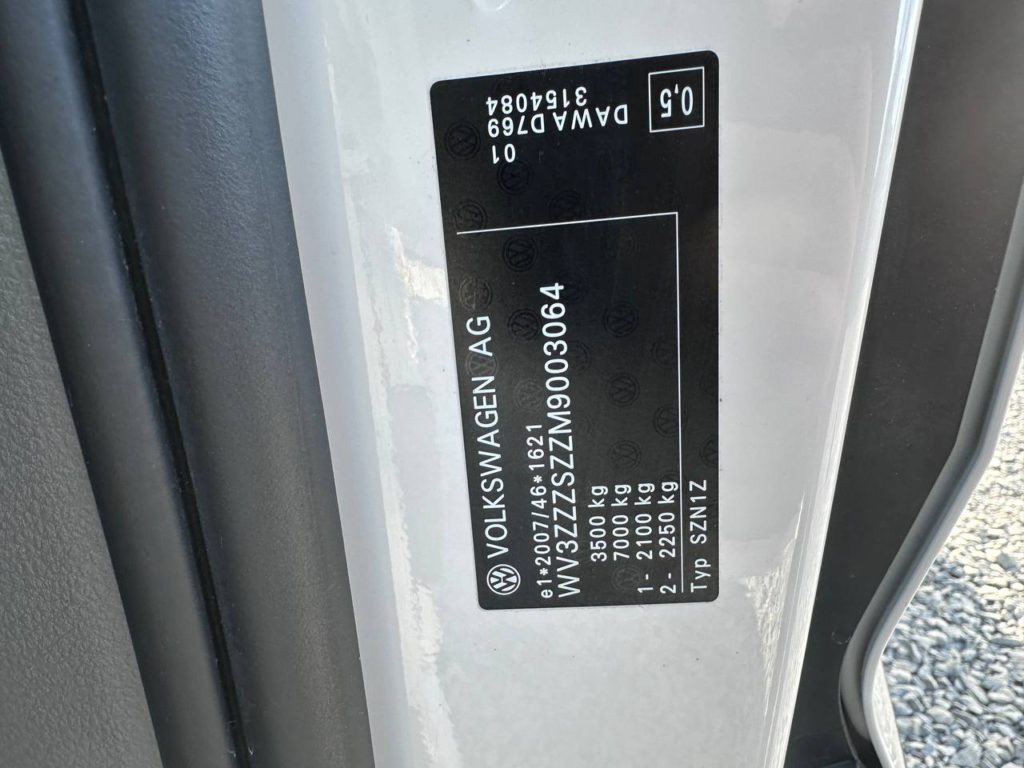 VOLKSWAGEN AG
e1*2007/46*1621
WV3ZZZSZZM9003064
3500 kg
7000 kg
1- 2100 kg
2- 2250 kg
Typ SZN1Z
3154084
01 DAWA D769
0,5